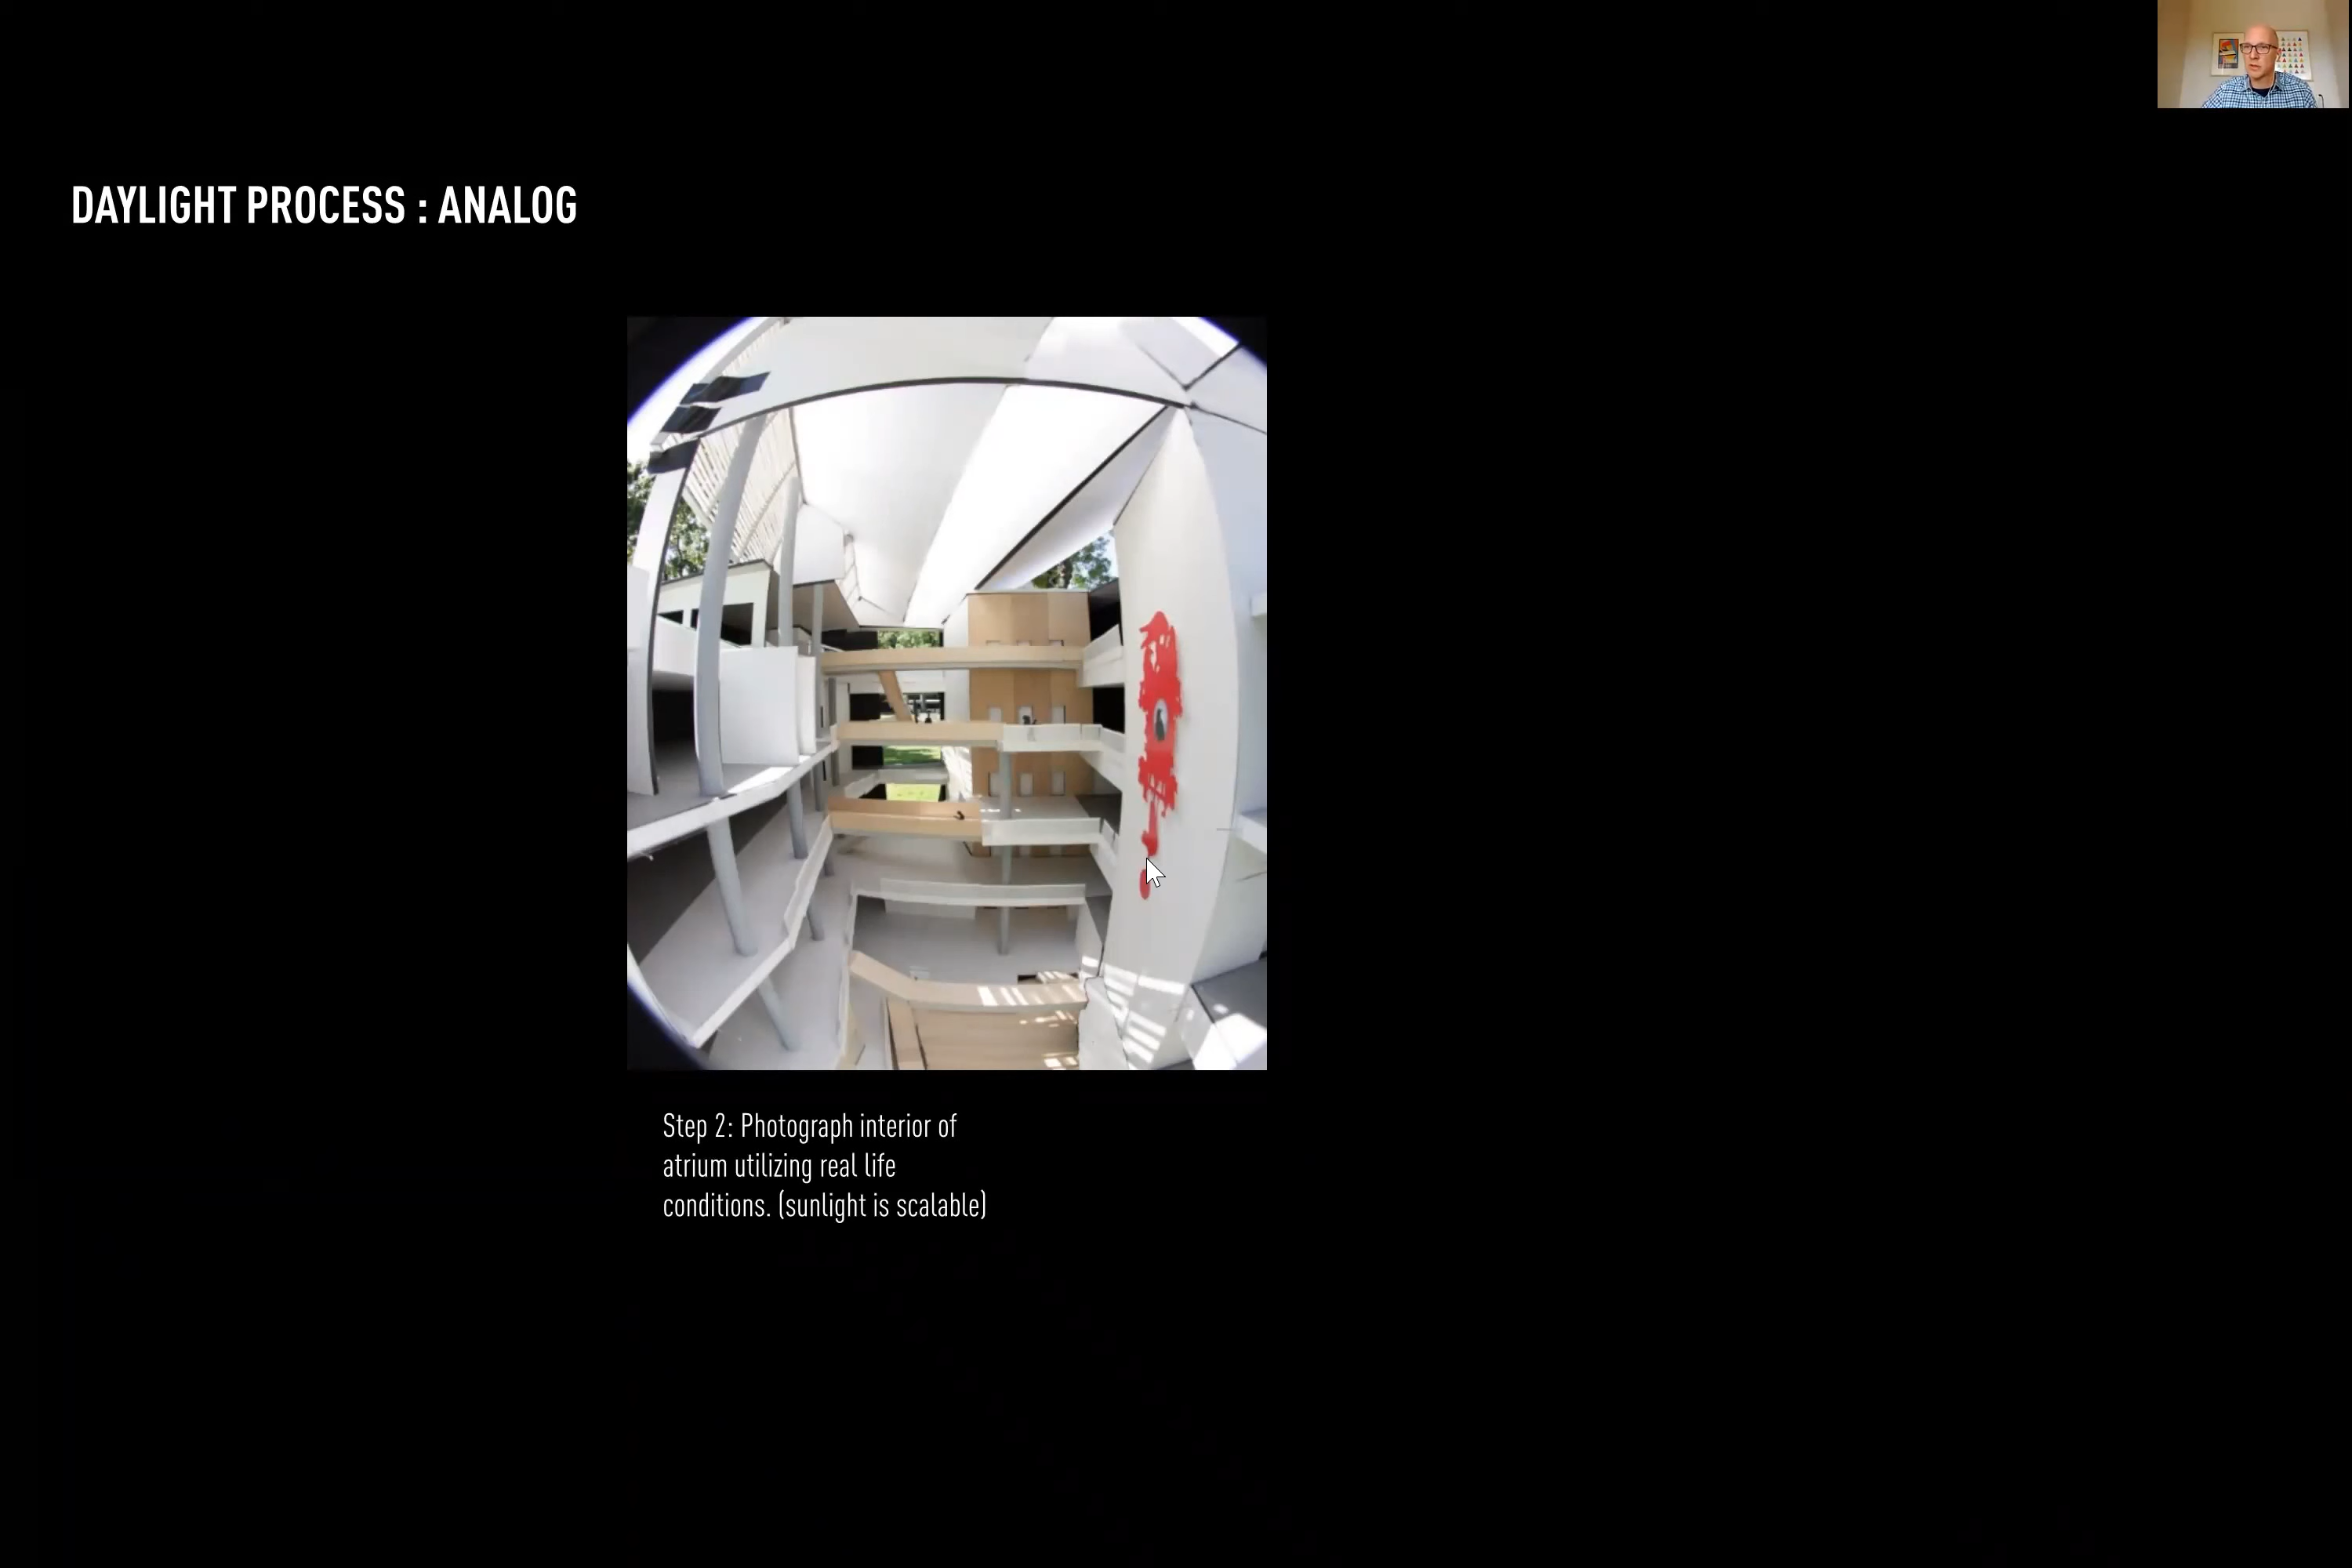 DAYLIGHT PROCESS : ANALOG
Step 2: Photograph interior of
atrium utilizing real life
conditions. (sunlight is scalable)